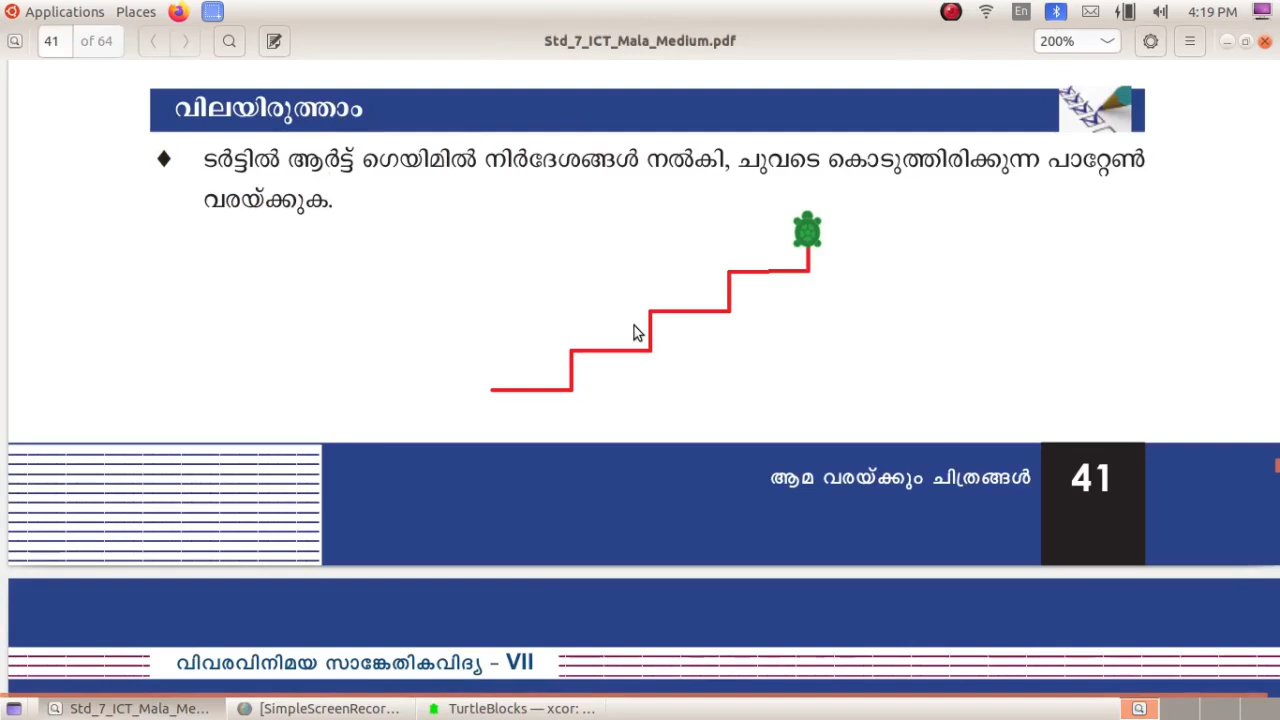 Applications Places En 4:19 PM
41 of 64 Std_7_ICT_Mala_Medium.pdf 200%
വിലയിരുത്താം
ടർട്ടിൽ ആർട്ട് ഗെയിമിൽ നിർദേശങ്ങൾ നൽകി, ചുവടെ കൊടുത്തിരിക്കുന്ന പാറ്റേൺ
വരയ്ക്കുക.
ആമ വരയ്ക്കും ചിത്രങ്ങൾ 41
വിവരവിനിമയ സാങ്കേതികവിദ്യ - VII
Std_7_ICT_Mala_Me... [SimpleScreenRecor... TurtleBlocks — xcor: ...